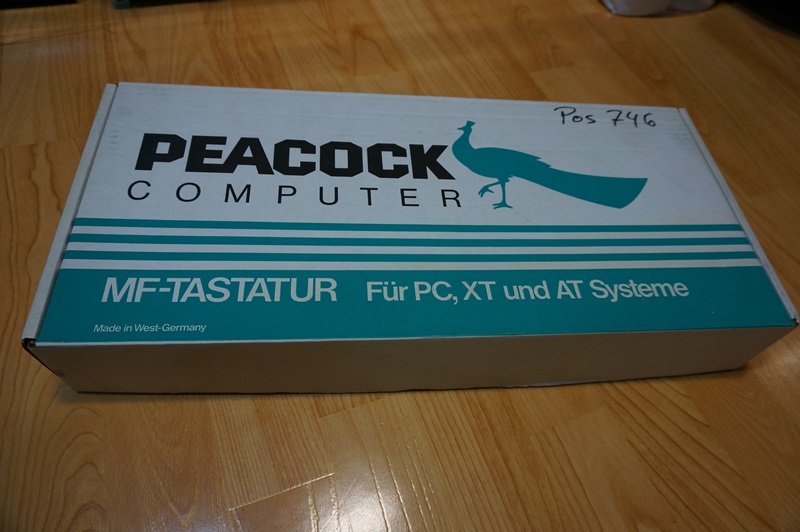 Pos 746
PEACOCK
COMPUTER
MF-TASTATUR Für PC, XT und AT Systeme
Made in West-Germany